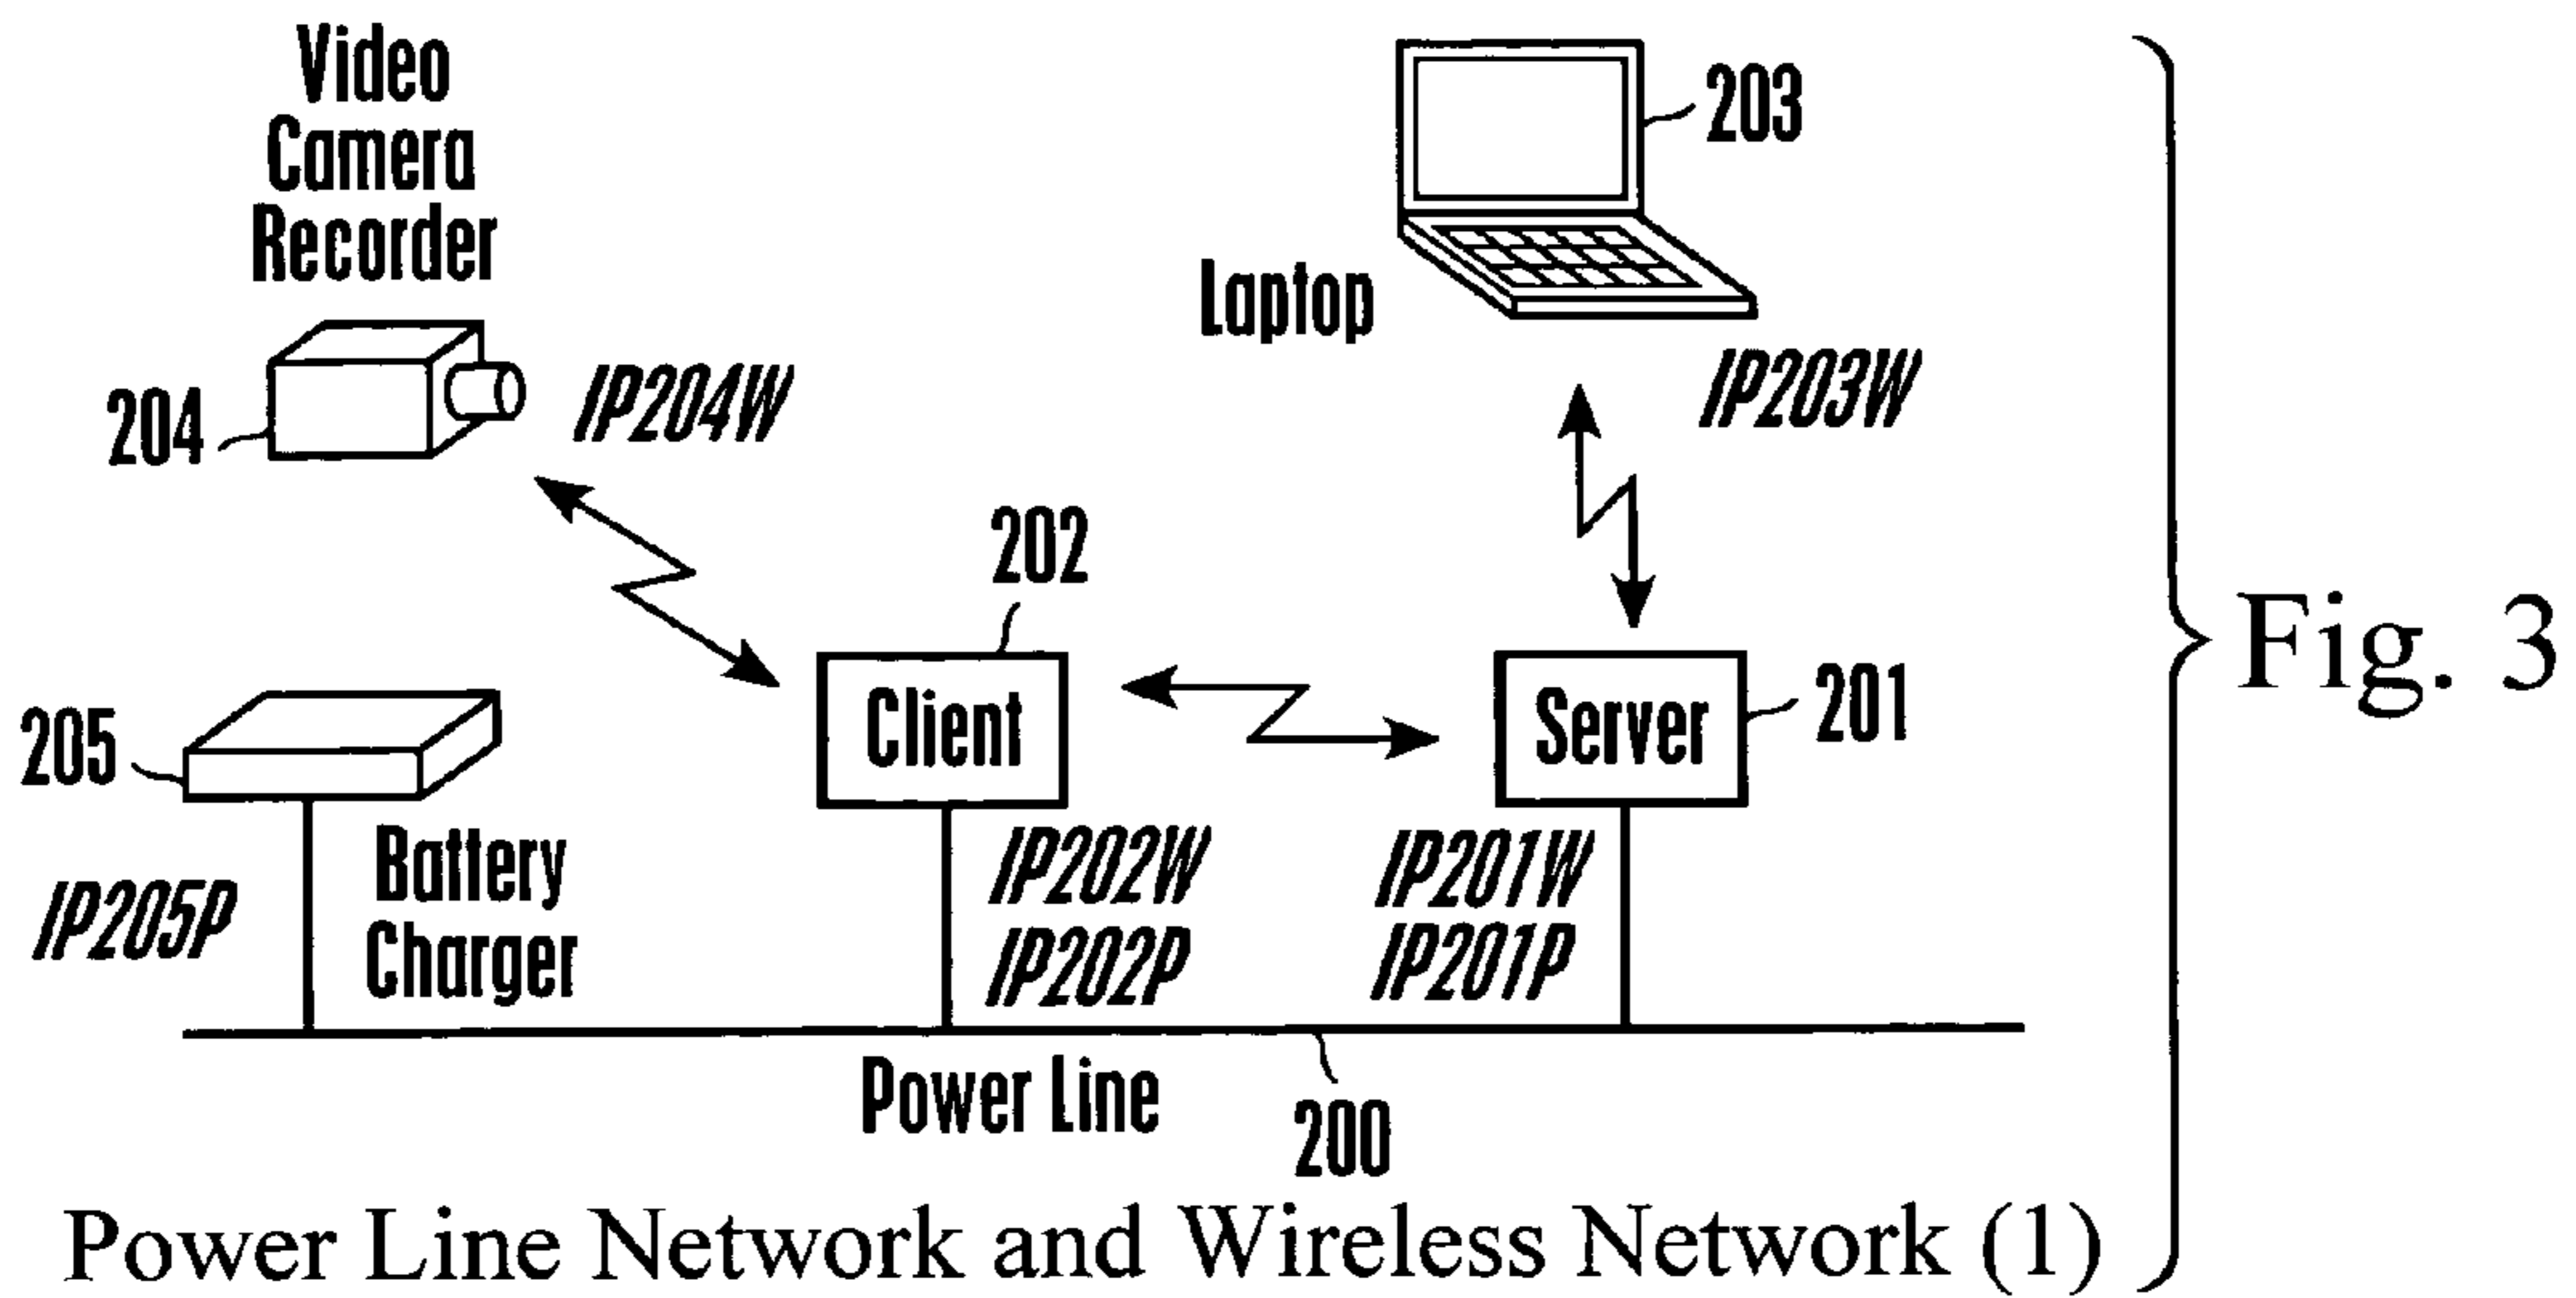 Video
Camera
Recorder
204
IP204W
Laptop
203
IP203W
202
Client
Server
201
205
Battery
Charger
IP205P
IP202W
IP202P
IP201W
IP201P
Power Line
200
Power Line Network and Wireless Network (1)
Fig. 3